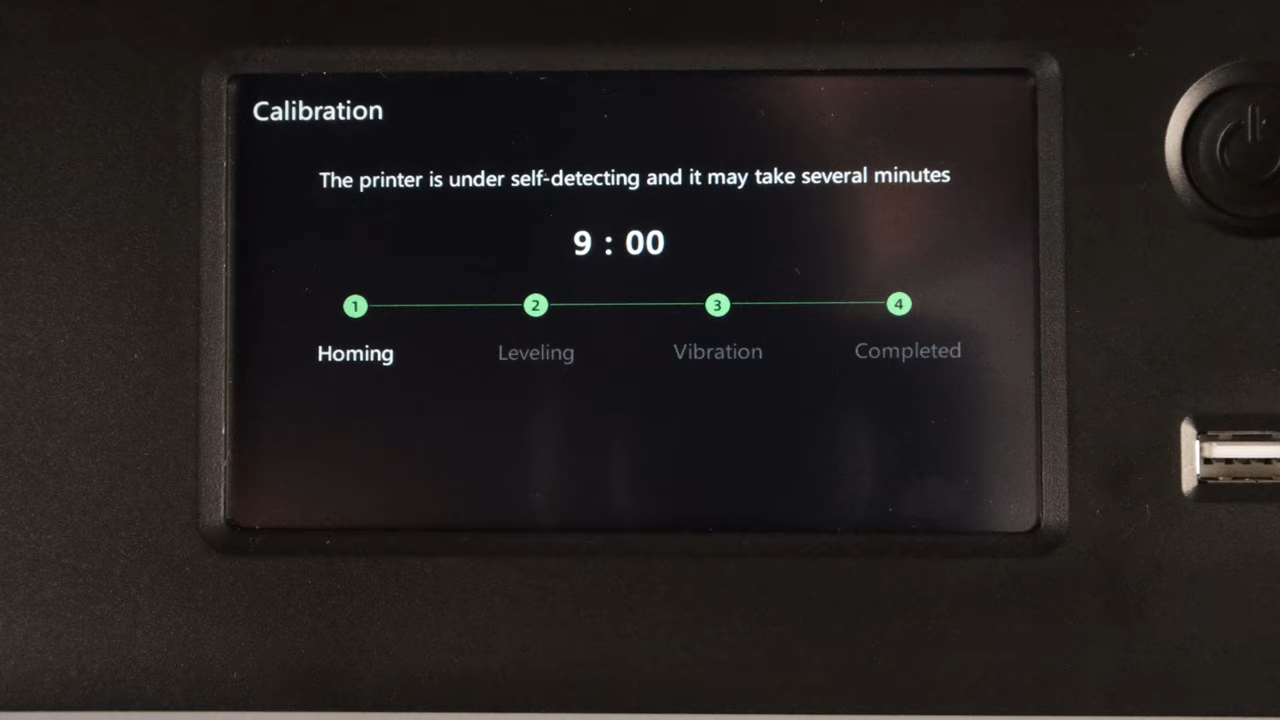 Calibration
The printer is under self-detecting and it may take several minutes
9 : 00
1 2 3 4
Homing Leveling Vibration Completed